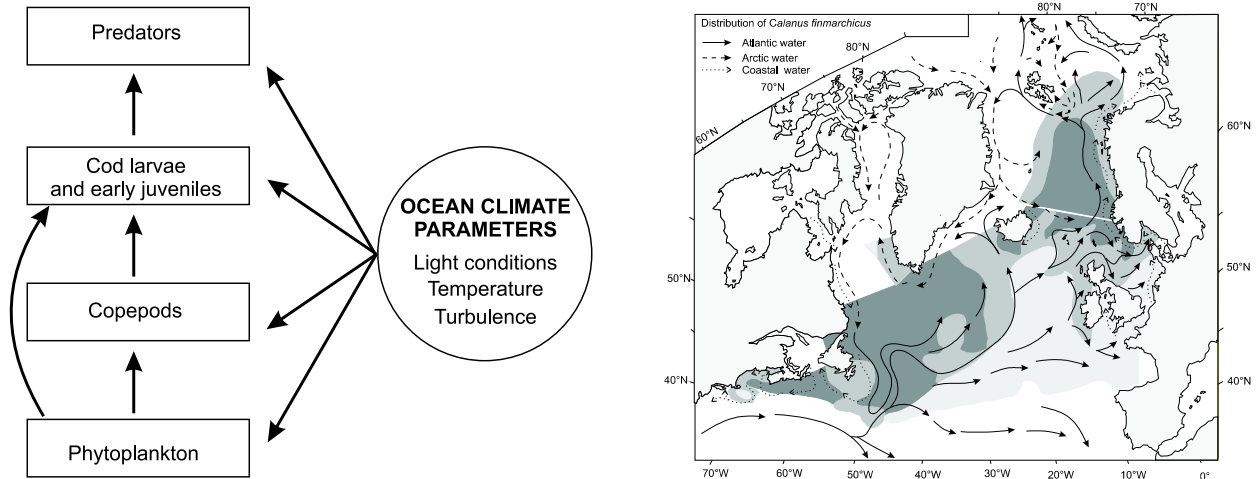 Predators
Cod larvae
and early juveniles
Copepods
Phytoplankton
OCEAN CLIMATE
PARAMETERS
Light conditions
Temperature
Turbulence
Distribution of Calanus finmarchicus
Atlantic water
Arctic water
Coastal water
80°N
70°N
80°N
70°N
60°N
60°N
50°N
50°N
40°N
40°N
70°W
60°W
50°W
40°W
30°W
20°W
10°W
0°